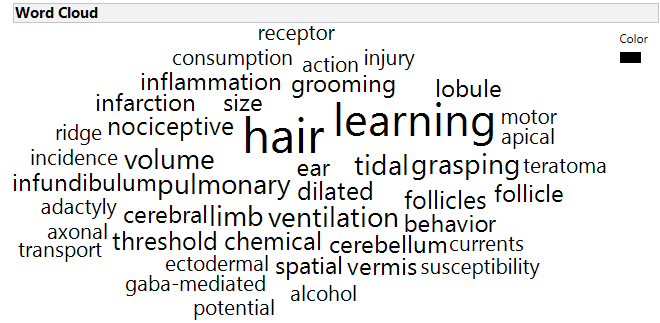 Word Cloud
Color
receptor
consumption action injury
inflammation grooming lobule
infarction size
hair learning motor
ridge nociceptive apical
incidence volume ear tidal grasping teratoma
infundibulum pulmonary dilated follicles follicle
adactyly cerebral limb ventilation behavior
axonal threshold chemical cerebellum currents
transport
ectodermal spatial vermis susceptibility
gaba-mediated alcohol
potential